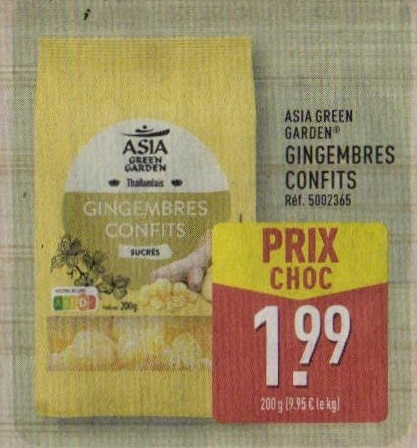 ASIA
GREEN
GARDEN
Thaïlandais
GINGEMBRES
CONFITS
SUCRÉS
200g
ASIA GREEN
GARDEN®
GINGEMBRES
CONFITS
Réf. 5002365
PRIX
CHOC
1.99
200 g (9.95 € le kg)